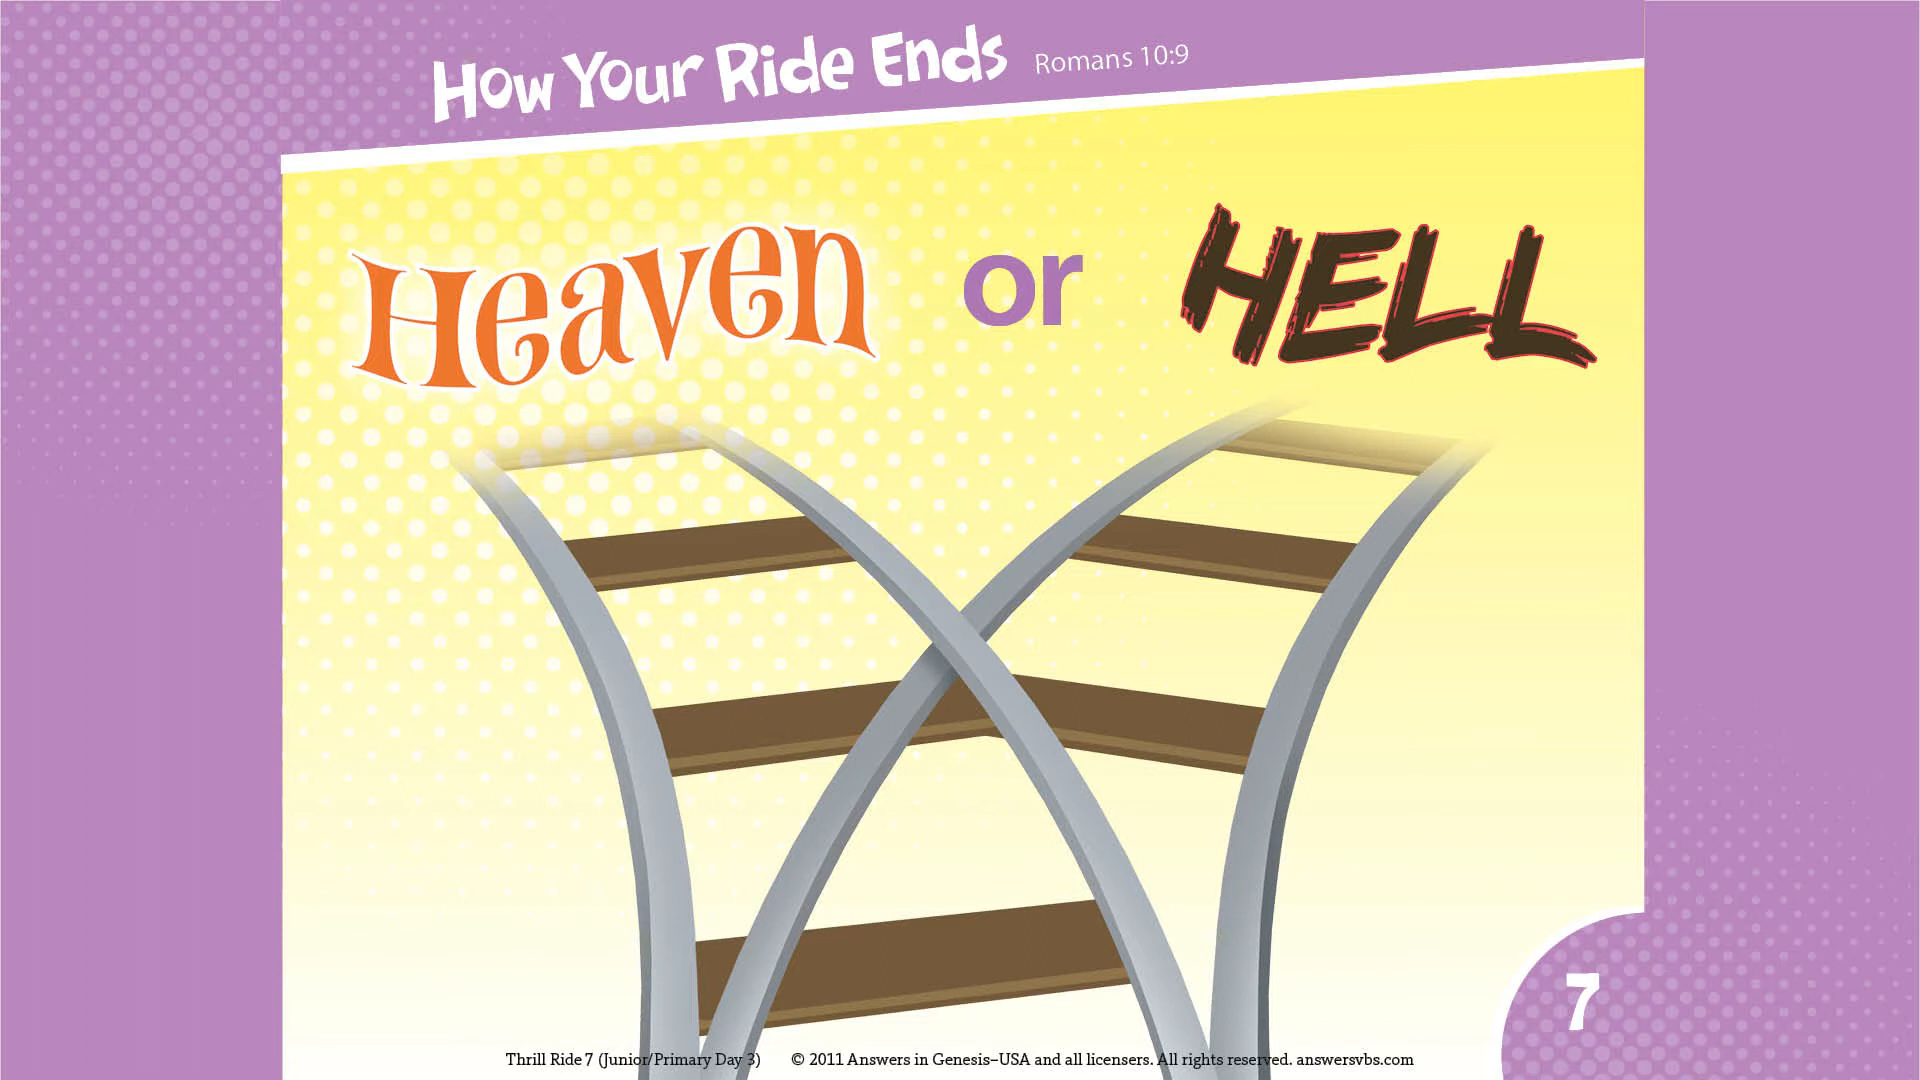 How Your Ride Ends Romans 10:9
Heaven or HELL
7
Thrill Ride 7 (Junior/Primary Day 3) © 2011 Answers in Genesis–USA and all licensers. All rights reserved. answersvbs.com